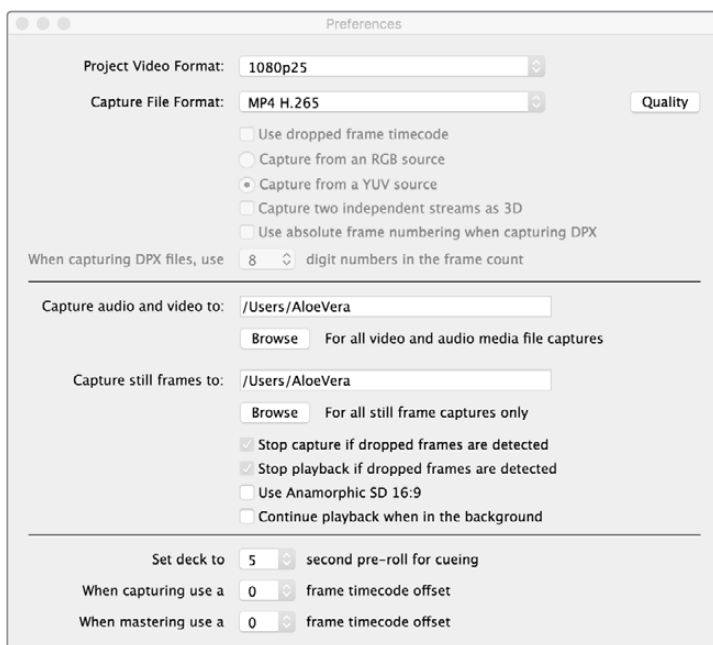 Preferences
Project Video Format: 1080p25
Capture File Format: MP4 H.265 Quality
Use dropped frame timecode
Capture from an RGB source
Capture from a YUV source
Capture two independent streams as 3D
Use absolute frame numbering when capturing DPX
When capturing DPX files, use 8 digit numbers in the frame count
Capture audio and video to: /Users/AloeVera
Browse For all video and audio media file captures
Capture still frames to: /Users/AloeVera
Browse For all still frame captures only
Stop capture if dropped frames are detected
Stop playback if dropped frames are detected
Use Anamorphic SD 16:9
Continue playback when in the background
Set deck to 5 second pre-roll for cueing
When capturing use a 0 frame timecode offset
When mastering use a 0 frame timecode offset